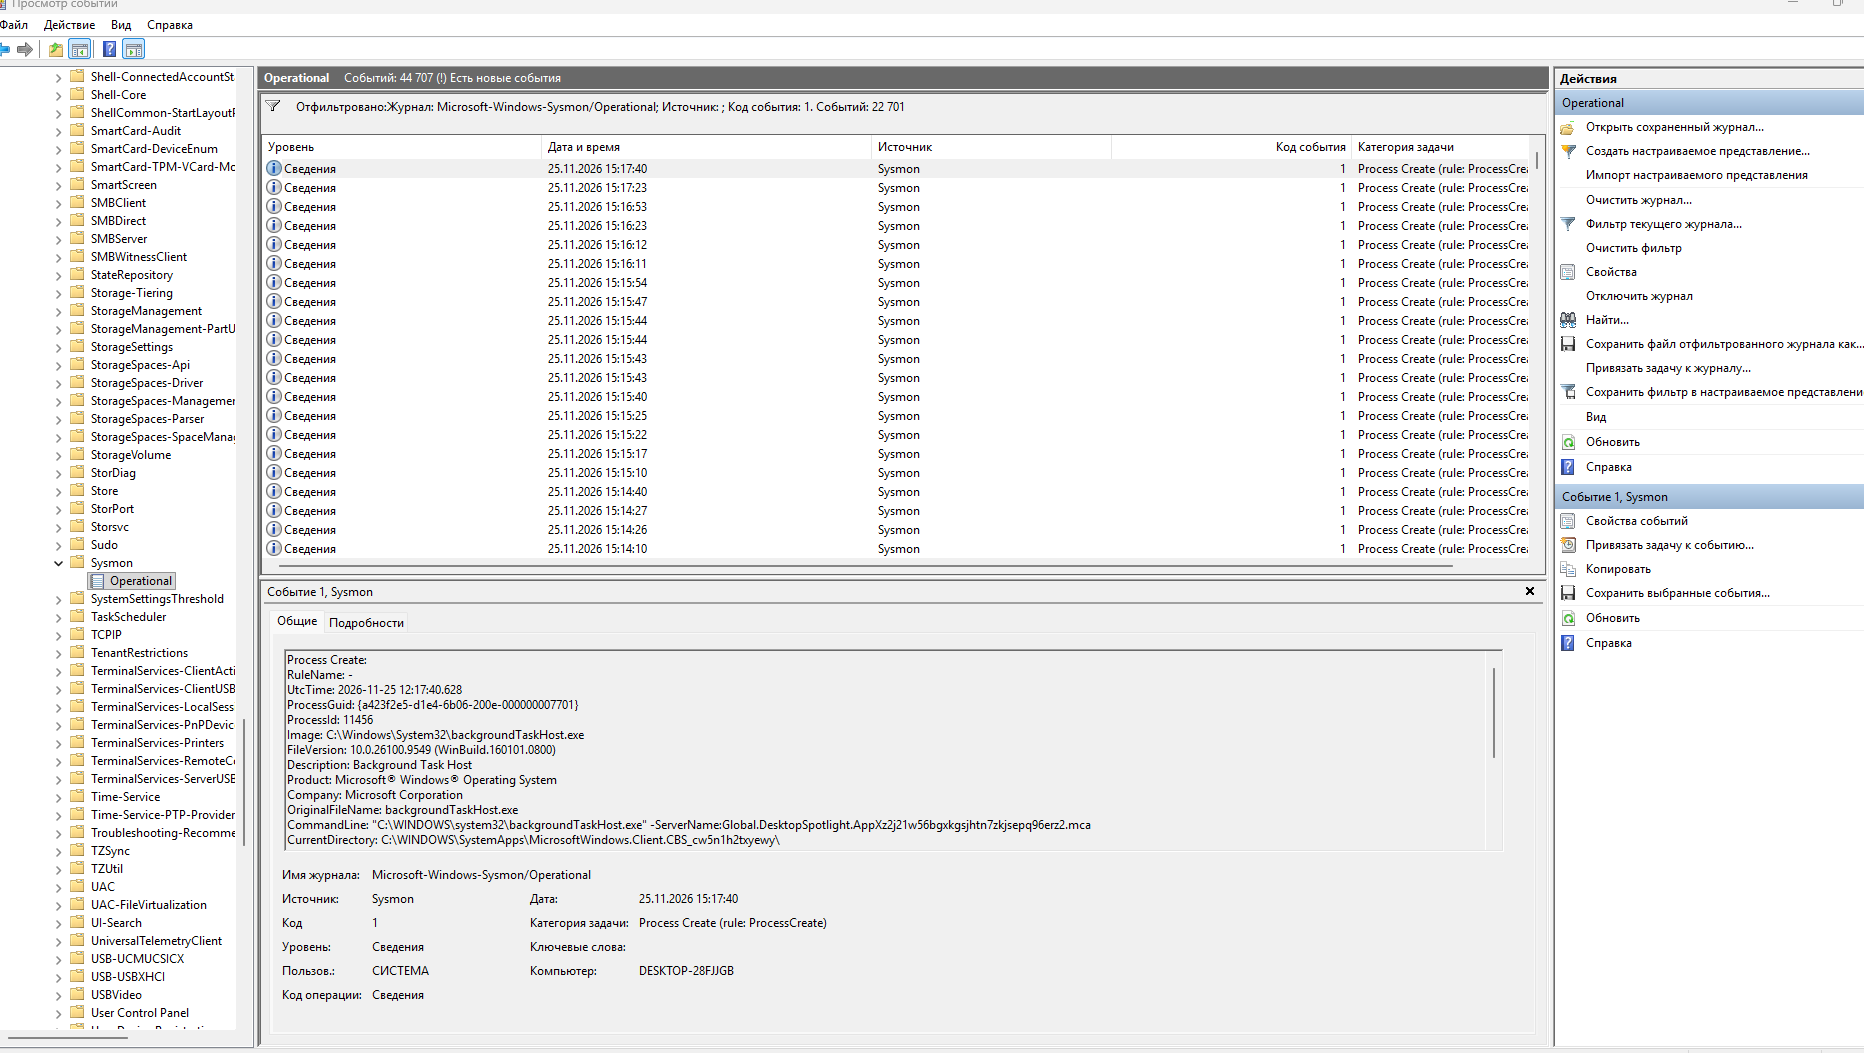 Просмотр событий
Файл Действие Вид Справка
Shell-ConnectedAccountSt
Shell-Core
ShellCommon-StartLayoutF
SmartCard-Audit
SmartCard-DeviceEnum
SmartCard-TPM-VCard-Mo
SmartScreen
SMBClient
SMBDirect
SMBServer
SMBWitnessClient
StateRepository
Storage-Tiering
StorageManagement
StorageManagement-PartU
StorageSettings
StorageSpaces-Api
StorageSpaces-Driver
StorageSpaces-Managemer
StorageSpaces-Parser
StorageSpaces-SpaceManag
StorageVolume
StorDiag
Store
StorPort
Storsvc
Sudo
Sysmon
Operational
SystemSettingsThreshold
TaskScheduler
TCPIP
TenantRestrictions
TerminalServices-ClientActi
TerminalServices-ClientUSB
TerminalServices-LocalSess
TerminalServices-PnPDevic
TerminalServices-Printers
TerminalServices-RemoteCo
TerminalServices-ServerUSB
Time-Service
Time-Service-PTP-Provider
Troubleshooting-Recomme
TZSync
TZUtil
UAC
UAC-FileVirtualization
UI-Search
UniversalTelemetryClient
USB-UCMUCSICX
USB-USBXHCI
USBVideo
User Control Panel
Operational Событий: 44 707 (!) Есть новые события
Отфильтровано:Журнал: Microsoft-Windows-Sysmon/Operational; Источник: ; Код события: 1. Событий: 22 701
Уровень Дата и время Источник Код события Категория задачи
Сведения 25.11.2026 15:17:40 Sysmon 1 Process Create (rule: ProcessCrea
Сведения 25.11.2026 15:17:23 Sysmon 1 Process Create (rule: ProcessCrea
Сведения 25.11.2026 15:16:53 Sysmon 1 Process Create (rule: ProcessCrea
Сведения 25.11.2026 15:16:23 Sysmon 1 Process Create (rule: ProcessCrea
Сведения 25.11.2026 15:16:12 Sysmon 1 Process Create (rule: ProcessCrea
Сведения 25.11.2026 15:16:11 Sysmon 1 Process Create (rule: ProcessCrea
Сведения 25.11.2026 15:15:54 Sysmon 1 Process Create (rule: ProcessCrea
Сведения 25.11.2026 15:15:47 Sysmon 1 Process Create (rule: ProcessCrea
Сведения 25.11.2026 15:15:44 Sysmon 1 Process Create (rule: ProcessCrea
Сведения 25.11.2026 15:15:44 Sysmon 1 Process Create (rule: ProcessCrea
Сведения 25.11.2026 15:15:43 Sysmon 1 Process Create (rule: ProcessCrea
Сведения 25.11.2026 15:15:43 Sysmon 1 Process Create (rule: ProcessCrea
Сведения 25.11.2026 15:15:40 Sysmon 1 Process Create (rule: ProcessCrea
Сведения 25.11.2026 15:15:25 Sysmon 1 Process Create (rule: ProcessCrea
Сведения 25.11.2026 15:15:22 Sysmon 1 Process Create (rule: ProcessCrea
Сведения 25.11.2026 15:15:17 Sysmon 1 Process Create (rule: ProcessCrea
Сведения 25.11.2026 15:15:10 Sysmon 1 Process Create (rule: ProcessCrea
Сведения 25.11.2026 15:14:40 Sysmon 1 Process Create (rule: ProcessCrea
Сведения 25.11.2026 15:14:27 Sysmon 1 Process Create (rule: ProcessCrea
Сведения 25.11.2026 15:14:26 Sysmon 1 Process Create (rule: ProcessCrea
Сведения 25.11.2026 15:14:10 Sysmon 1 Process Create (rule: ProcessCrea
Событие 1, Sysmon
Общие Подробности
Process Create:
RuleName: -
UtcTime: 2026-11-25 12:17:40.628
ProcessGuid: {a423f2e5-d1e4-6b06-200e-000000007701}
ProcessId: 11456
Image: C:\Windows\System32\backgroundTaskHost.exe
FileVersion: 10.0.26100.9549 (WinBuild.160101.0800)
Description: Background Task Host
Product: Microsoft® Windows® Operating System
Company: Microsoft Corporation
OriginalFileName: backgroundTaskHost.exe
CommandLine: "C:\WINDOWS\system32\backgroundTaskHost.exe" -ServerName:Global.DesktopSpotlight.AppXz2j21w56bgxkgsjhtn7zkjsepq96erz2.mca
CurrentDirectory: C:\WINDOWS\SystemApps\MicrosoftWindows.Client.CBS_cw5n1h2txyewy\
Имя журнала: Microsoft-Windows-Sysmon/Operational
Источник: Sysmon Дата: 25.11.2026 15:17:40
Код 1 Категория задачи: Process Create (rule: ProcessCreate)
Уровень: Сведения Ключевые слова:
Пользов.: СИСТЕМА Компьютер: DESKTOP-28FJJGB
Код операции: Сведения
Действия
Operational
Открыть сохраненный журнал...
Создать настраиваемое представление...
Импорт настраиваемого представления
Очистить журнал...
Фильтр текущего журнала...
Очистить фильтр
Свойства
Отключить журнал
Найти...
Сохранить файл отфильтрованного журнала как...
Привязать задачу к журналу...
Сохранить фильтр в настраиваемое представлени
Вид
Обновить
Справка
Событие 1, Sysmon
Свойства событий
Привязать задачу к событию...
Копировать
Сохранить выбранные события...
Обновить
Справка